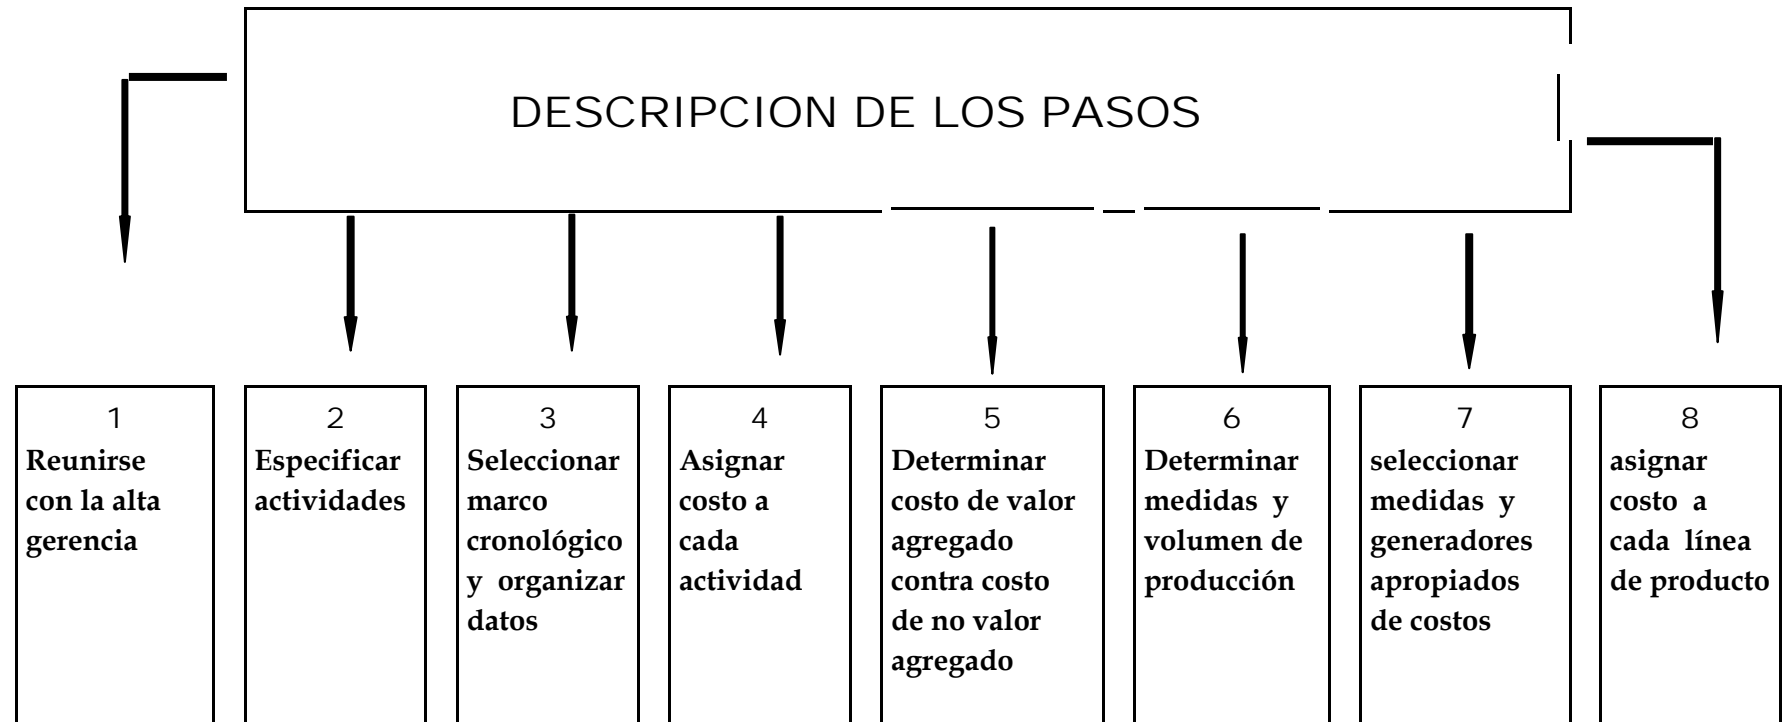 DESCRIPCION DE LOS PASOS
1
Reunirse
con la alta
gerencia
2
Especificar
actividades
3
Seleccionar
marco
cronológico
y organizar
datos
4
Asignar
costo a
cada
actividad
5
Determinar
costo de valor
agregado
contra costo
de no valor
agregado
6
Determinar
medidas y
volumen de
producción
7
seleccionar
medidas y
generadores
apropiados
de costos
8
asignar
costo a
cada línea
de producto